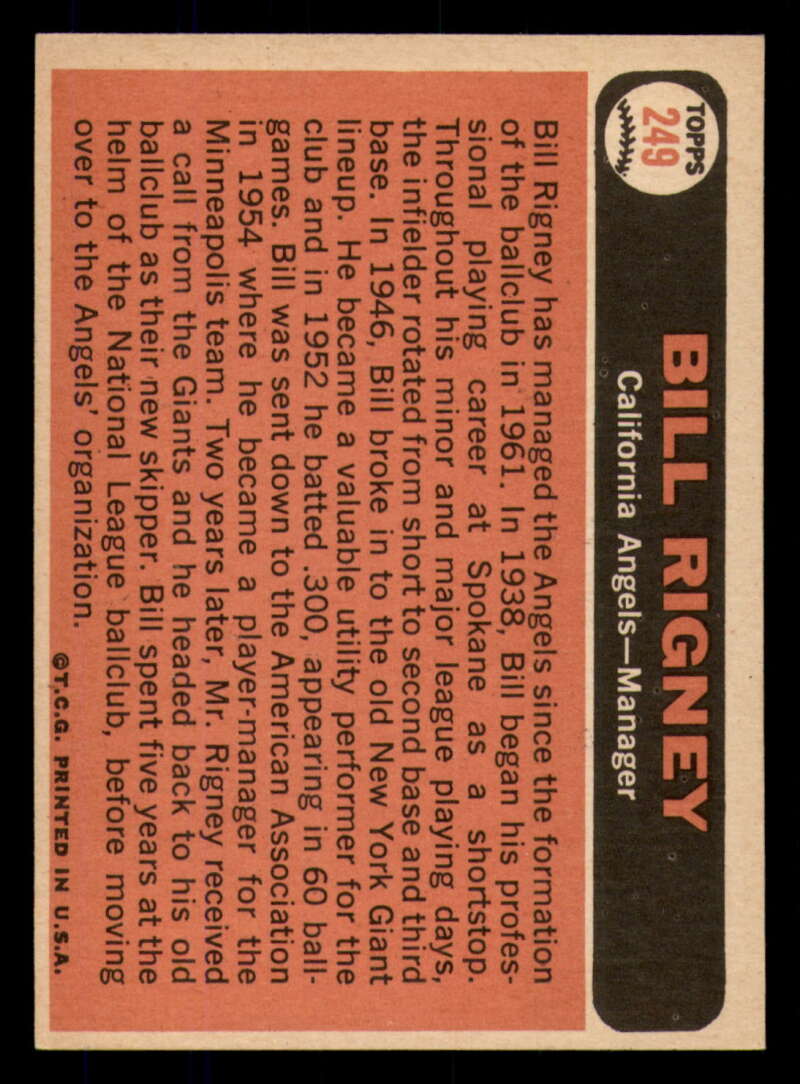 TOPPS
249
BILL RIGNEY
California Angels—Manager
Bill Rigney has managed the Angels since the formation
of the ballclub in 1961. In 1938, Bill began his profes-
sional playing career at Spokane as a shortstop.
Throughout his minor and major league playing days,
the infielder rotated from short to second base and third
base. In 1946, Bill broke in to the old New York Giant
lineup. He became a valuable utility performer for the
club and in 1952 he batted .300, appearing in 60 ball-
games. Bill was sent down to the American Association
in 1954 where he became a player-manager for the
Minneapolis team. Two years later, Mr. Rigney received
a call from the Giants and he headed back to his old
ballclub as their new skipper. Bill spent five years at the
helm of the National League ballclub, before moving
over to the Angels' organization.
©T.C.G. PRINTED IN U.S.A.